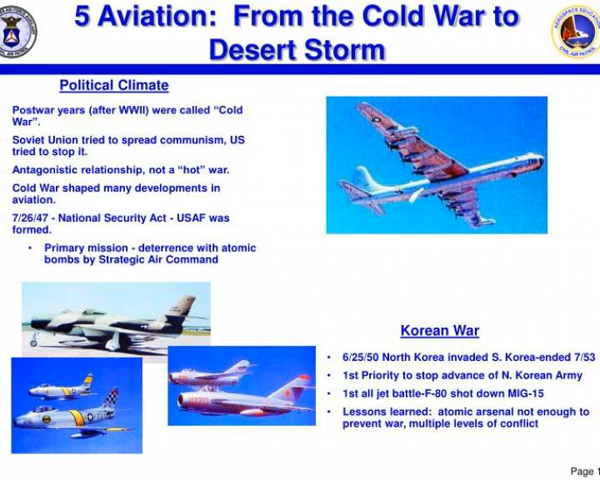 5 Aviation: From the Cold War to
Desert Storm
Political Climate
Postwar years (after WWII) were called “Cold
War”.
Soviet Union tried to spread communism, US
tried to stop it.
Antagonistic relationship, not a “hot” war.
Cold War shaped many developments in
aviation.
7/26/47 - National Security Act - USAF was
formed.
• Primary mission - deterrence with atomic
bombs by Strategic Air Command
Korean War
• 6/25/50 North Korea invaded S. Korea-ended 7/53
• 1st Priority to stop advance of N. Korean Army
• 1st all jet battle-F-80 shot down MIG-15
• Lessons learned: atomic arsenal not enough to
prevent war, multiple levels of conflict
Page 1